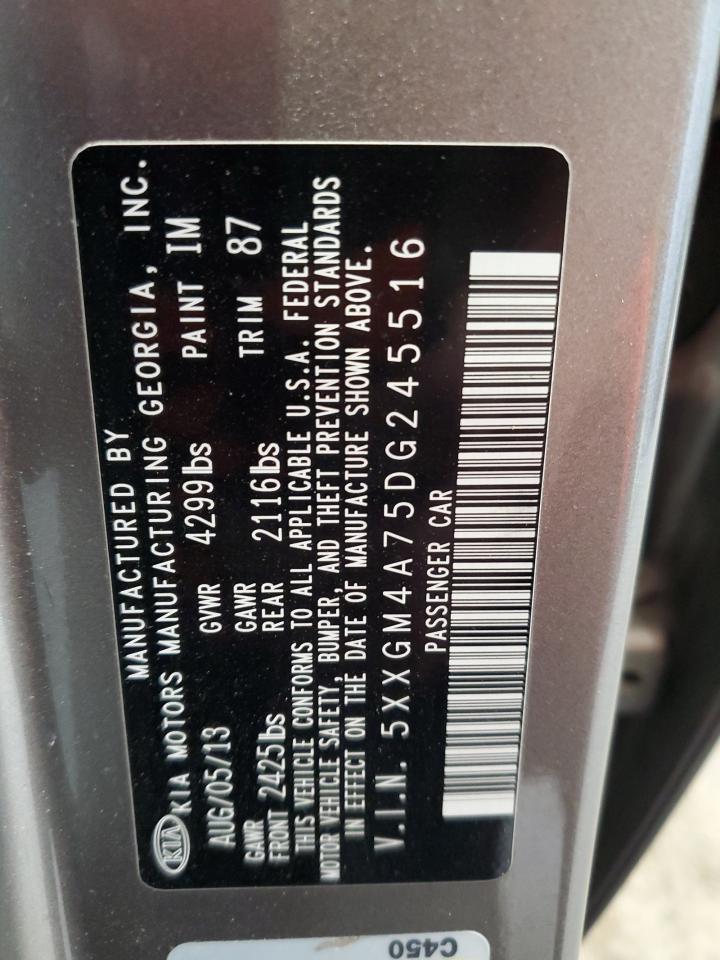 MANUFACTURED BY
KIA KIA MOTORS MANUFACTURING GEORGIA, INC.
AUG/05/13 GVWR 4299lbs PAINT IM
GAWR FRONT 2425lbs GAWR REAR 2116lbs TRIM 87
THIS VEHICLE CONFORMS TO ALL APPLICABLE U.S.A. FEDERAL
MOTOR VEHICLE SAFETY, BUMPER, AND THEFT PREVENTION STANDARDS
IN EFFECT ON THE DATE OF MANUFACTURE SHOWN ABOVE.
V.I.N. 5XXGM4A75DG245516
PASSENGER CAR
C450